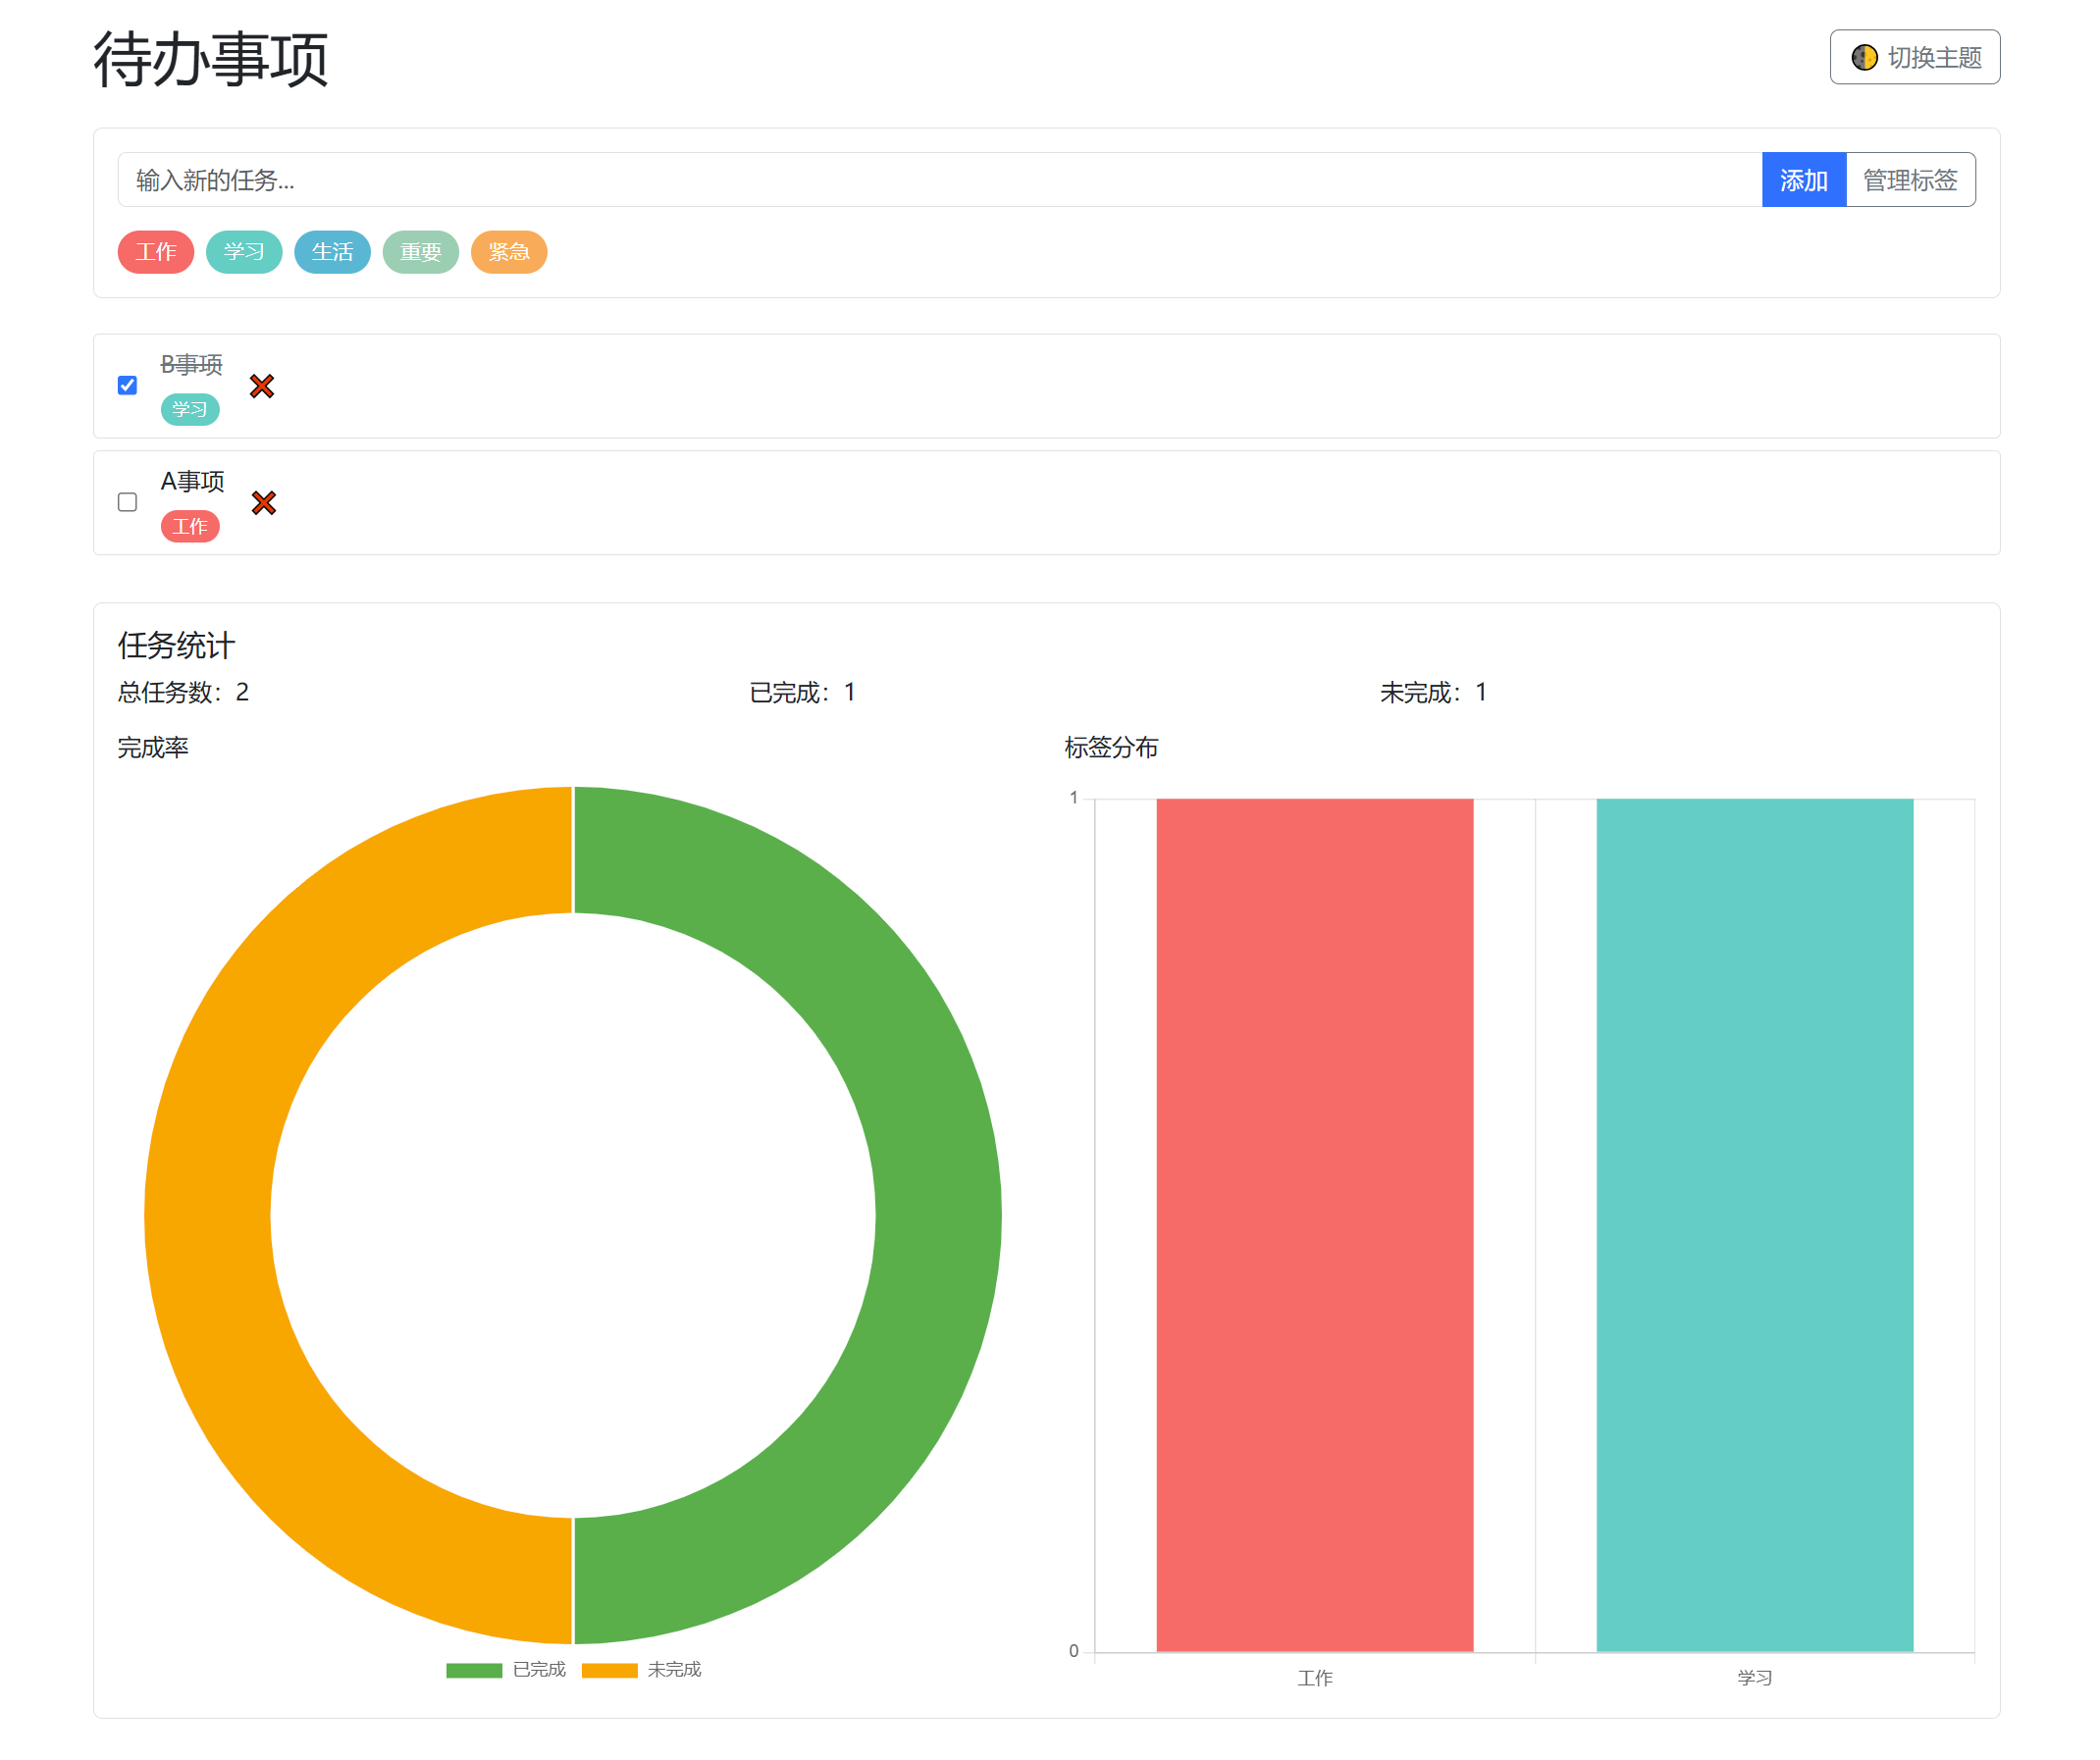 待办事项
切换主题
输入新的任务...
添加
管理标签
工作 学习 生活 重要 紧急
B事项
学习
A事项
工作
任务统计
总任务数：2
已完成：1
未完成：1
完成率
已完成 未完成
标签分布
1
0
工作 学习